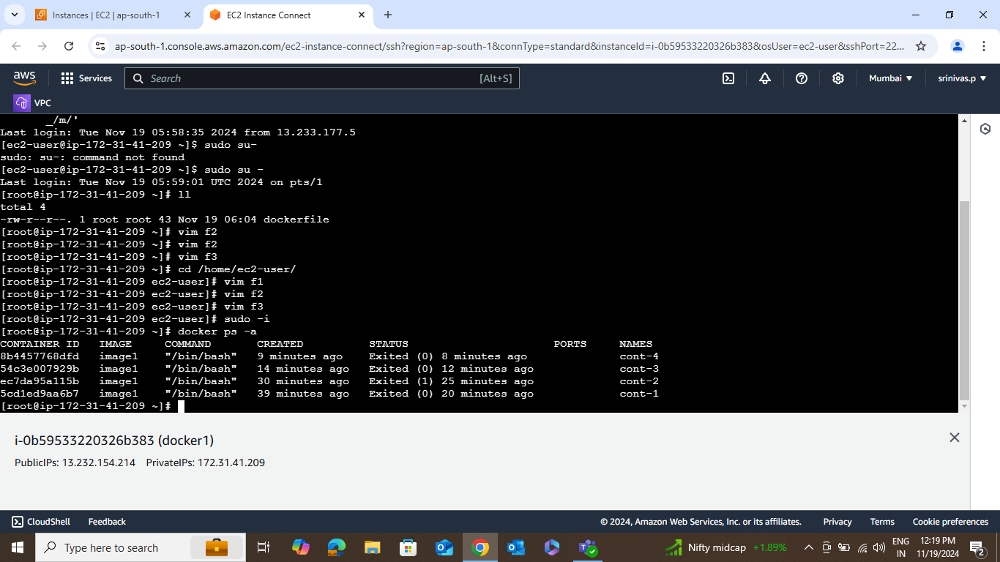 Instances | EC2 | ap-south-1
EC2 Instance Connect
ap-south-1.console.aws.amazon.com/ec2-instance-connect/ssh?region=ap-south-1&connType=standard&instanceId=i-0b59533220326b383&osUser=ec2-user&sshPort=22...
aws
Services
Search
[Alt+S]
Mumbai
srinivas.p
VPC
_/m/'
Last login: Tue Nov 19 05:58:35 2024 from 13.233.177.5
[ec2-user@ip-172-31-41-209 ~]$ sudo su-
sudo: su-: command not found
[ec2-user@ip-172-31-41-209 ~]$ sudo su -
Last login: Tue Nov 19 05:59:01 UTC 2024 on pts/1
[root@ip-172-31-41-209 ~]# ll
total 4
-rw-r--r--. 1 root root 43 Nov 19 06:04 dockerfile
[root@ip-172-31-41-209 ~]# vim f2
[root@ip-172-31-41-209 ~]# vim f2
[root@ip-172-31-41-209 ~]# vim f3
[root@ip-172-31-41-209 ~]# cd /home/ec2-user/
[root@ip-172-31-41-209 ec2-user]# vim f1
[root@ip-172-31-41-209 ec2-user]# vim f2
[root@ip-172-31-41-209 ec2-user]# vim f3
[root@ip-172-31-41-209 ec2-user]# sudo -i
[root@ip-172-31-41-209 ~]# docker ps -a
CONTAINER ID IMAGE COMMAND CREATED STATUS PORTS NAMES
8b4457768dfd image1 "/bin/bash" 9 minutes ago Exited (0) 8 minutes ago cont-4
54c3e007929b image1 "/bin/bash" 14 minutes ago Exited (0) 12 minutes ago cont-3
ec7da95a115b image1 "/bin/bash" 30 minutes ago Exited (1) 25 minutes ago cont-2
5cd1ed9aa6b7 image1 "/bin/bash" 39 minutes ago Exited (0) 20 minutes ago cont-1
[root@ip-172-31-41-209 ~]#
i-0b59533220326b383 (docker1)
PublicIPs: 13.232.154.214 PrivateIPs: 172.31.41.209
CloudShell
Feedback
© 2024, Amazon Web Services, Inc. or its affiliates.
Privacy
Terms
Cookie preferences
Type here to search
Nifty midcap +1.89%
ENG
IN
12:19 PM
11/19/2024
2